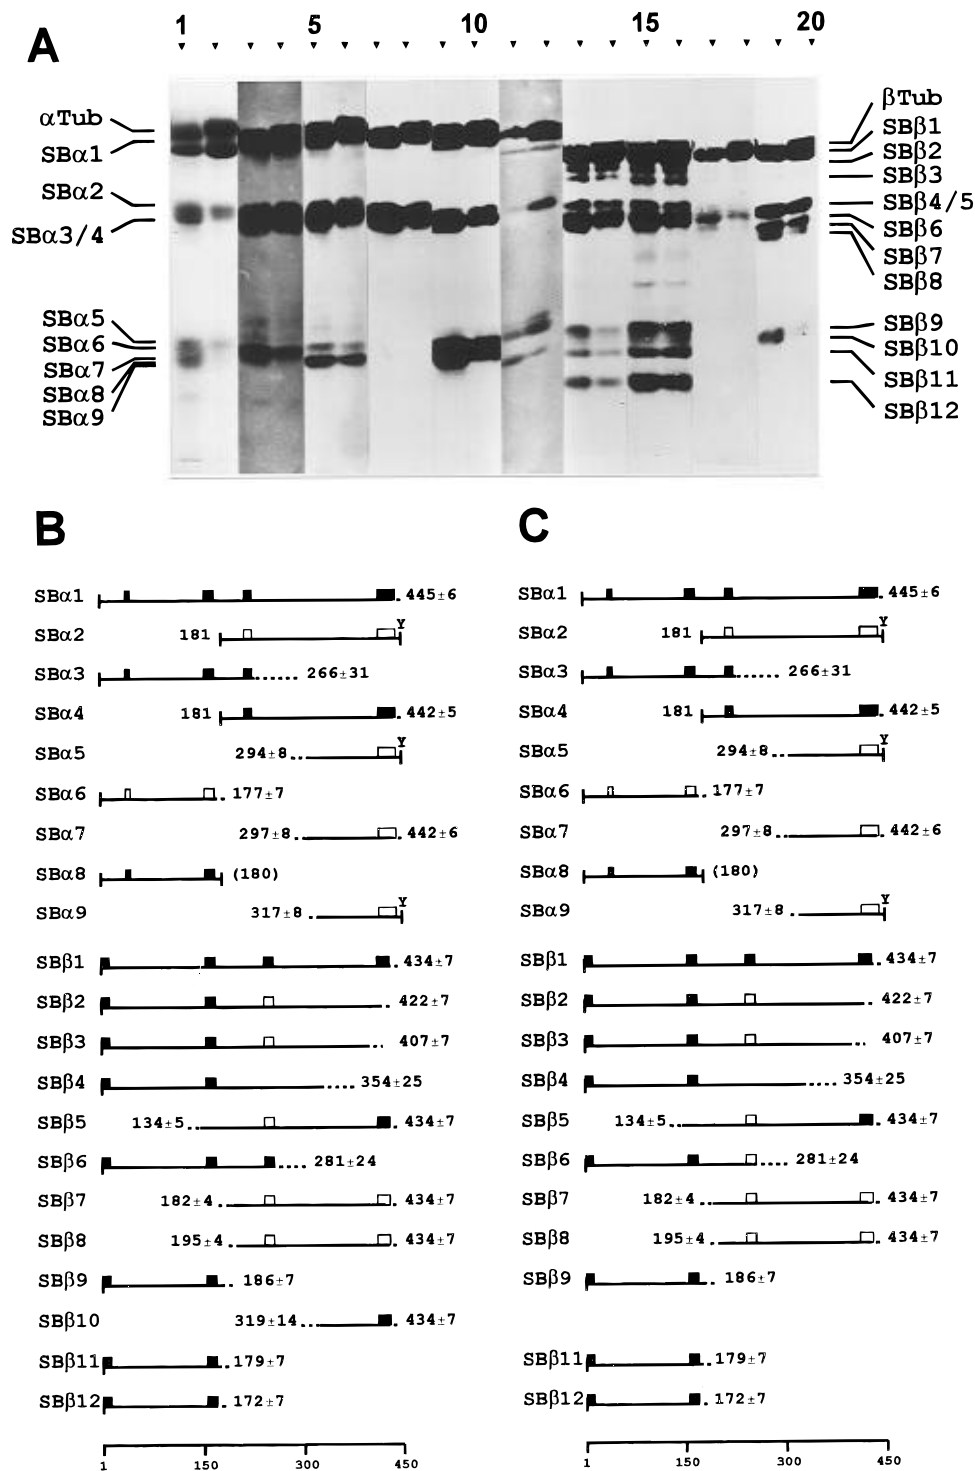 A
1 5 10 15 20
αTub
SBα1
SBα2
SBα3/4
SBα5
SBα6
SBα7
SBα8
SBα9
βTub
SBβ1
SBβ2
SBβ3
SBβ4/5
SBβ6
SBβ7
SBβ8
SBβ9
SBβ10
SBβ11
SBβ12
B
SBα1 445±6
SBα2 181 Y
SBα3 266±31
SBα4 181 442±5
SBα5 294±8 Y
SBα6 177±7
SBα7 297±8 442±6
SBα8 (180)
SBα9 317±8 Y
SBβ1 434±7
SBβ2 422±7
SBβ3 407±7
SBβ4 354±25
SBβ5 134±5 434±7
SBβ6 281±24
SBβ7 182±4 434±7
SBβ8 195±4 434±7
SBβ9 186±7
SBβ10 319±14 434±7
SBβ11 179±7
SBβ12 172±7
1 150 300 450
C
SBα1 445±6
SBα2 181 Y
SBα3 266±31
SBα4 181 442±5
SBα5 294±8 Y
SBα6 177±7
SBα7 297±8 442±6
SBα8 (180)
SBα9 317±8 Y
SBβ1 434±7
SBβ2 422±7
SBβ3 407±7
SBβ4 354±25
SBβ5 134±5 434±7
SBβ6 281±24
SBβ7 182±4 434±7
SBβ8 195±4 434±7
SBβ9 186±7
SBβ11 179±7
SBβ12 172±7
1 150 300 450